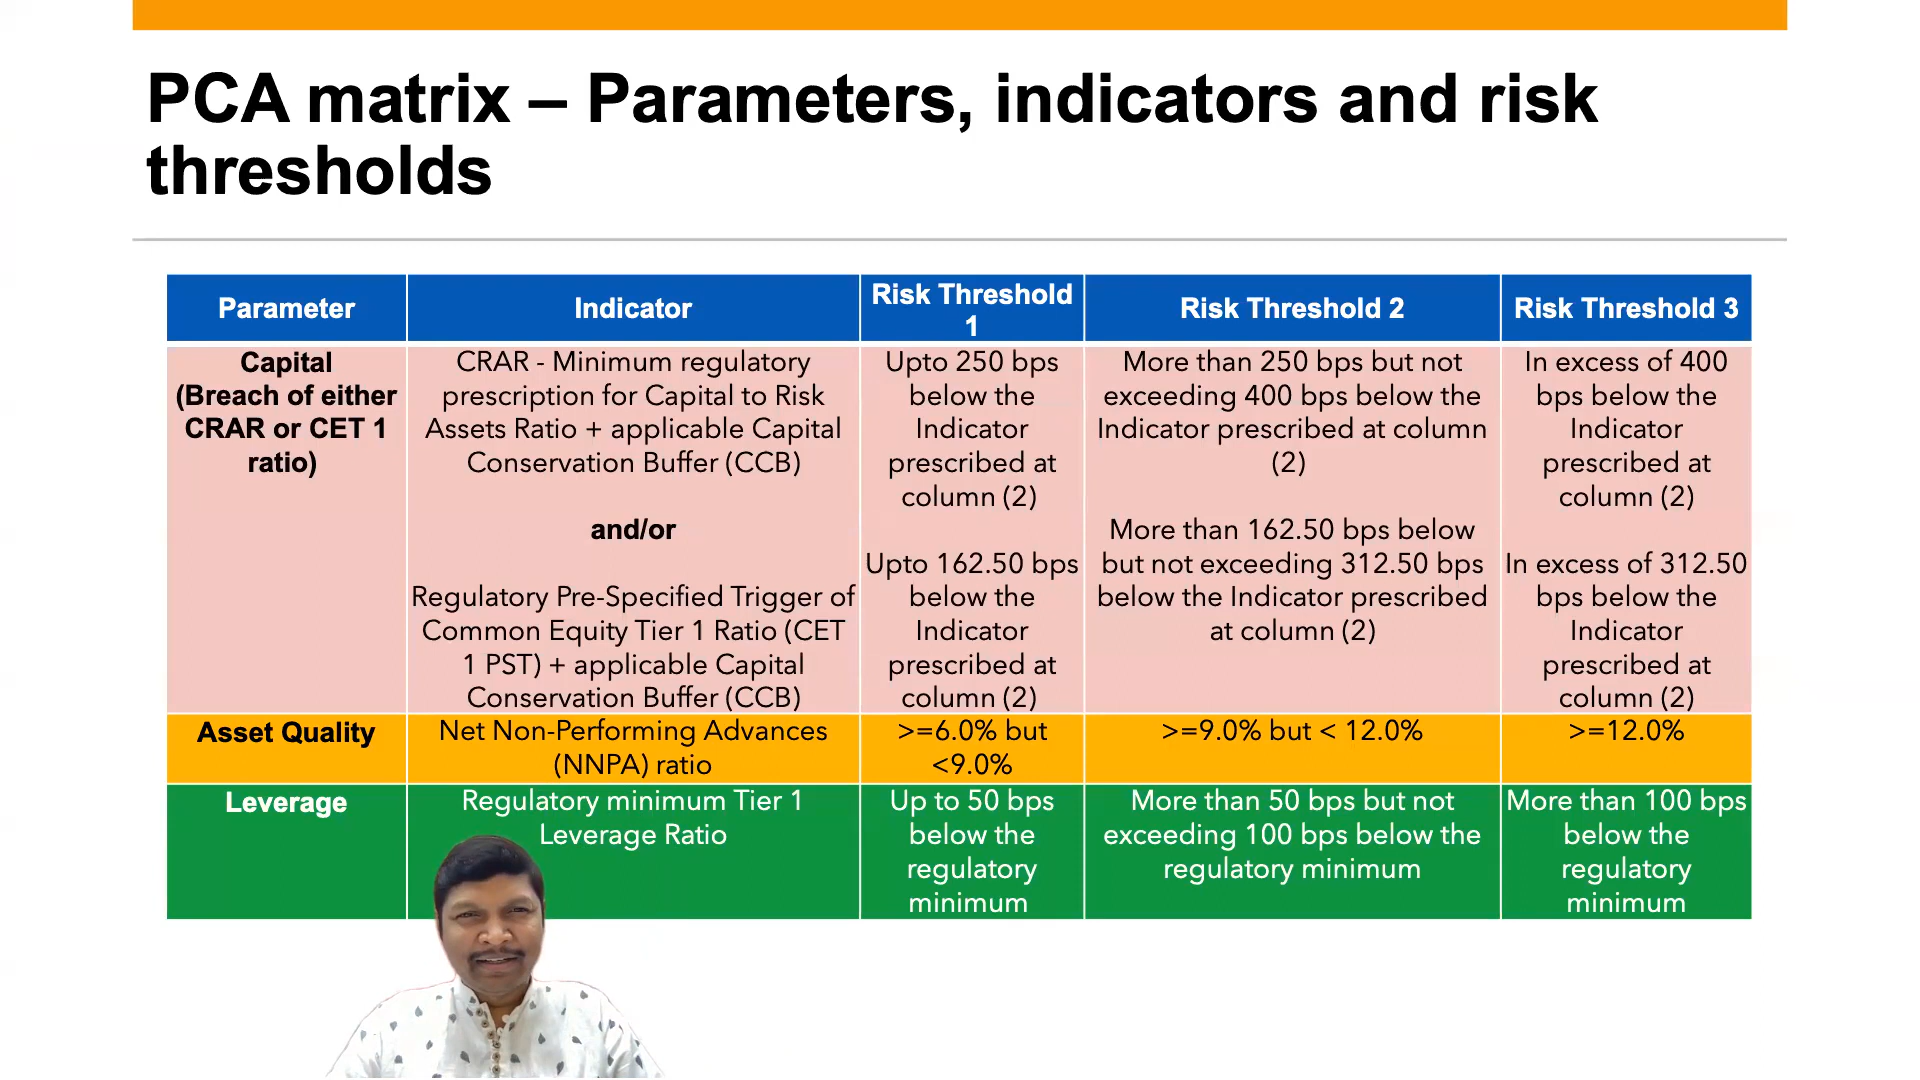 PCA matrix – Parameters, indicators and risk
thresholds
Parameter
Indicator
Risk Threshold
1
Risk Threshold 2
Risk Threshold 3
Capital
(Breach of either
CRAR or CET 1
ratio)
CRAR - Minimum regulatory
prescription for Capital to Risk
Assets Ratio + applicable Capital
Conservation Buffer (CCB)
and/or
Regulatory Pre-Specified Trigger of
Common Equity Tier 1 Ratio (CET
1 PST) + applicable Capital
Conservation Buffer (CCB)
Upto 250 bps
below the
Indicator
prescribed at
column (2)
Upto 162.50 bps
below the
Indicator
prescribed at
column (2)
More than 250 bps but not
exceeding 400 bps below the
Indicator prescribed at column
(2)
More than 162.50 bps below
but not exceeding 312.50 bps
below the Indicator prescribed
at column (2)
In excess of 400
bps below the
Indicator
prescribed at
column (2)
In excess of 312.50
bps below the
Indicator
prescribed at
column (2)
Asset Quality
Net Non-Performing Advances
(NNPA) ratio
>=6.0% but
<9.0%
>=9.0% but < 12.0%
>=12.0%
Leverage
Regulatory minimum Tier 1
Leverage Ratio
Up to 50 bps
below the
regulatory
minimum
More than 50 bps but not
exceeding 100 bps below the
regulatory minimum
More than 100 bps
below the
regulatory
minimum